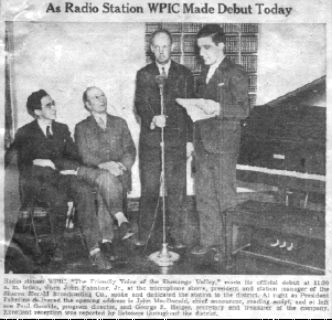 As Radio Station WPIC Made Debut Today
Radio station WPIC, "The Friendly Voice of the Shenango Valley," made its official debut at 11:00
a. m. today, when John Fahnline, Jr., at the microphone above, president and station manager of the
Sharon Herald Broadcasting Co., spoke and dedicated the station to the district. At right as President
Fahnline delivered the opening address is John MacDonald, chief announcer, reading script, and at left
are Paul Gamble, program director, and George E. Heiges, secretary and treasurer of the company.
Excellent reception was reported by listeners throughout the district.